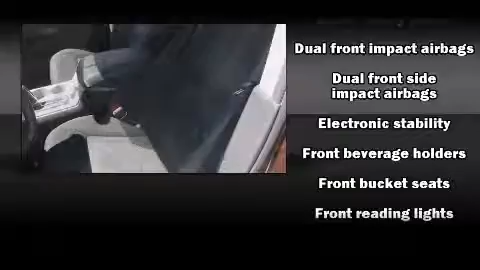 Dual front impact airbags
Dual front side
impact airbags
Electronic stability
Front beverage holders
Front bucket seats
Front reading lights